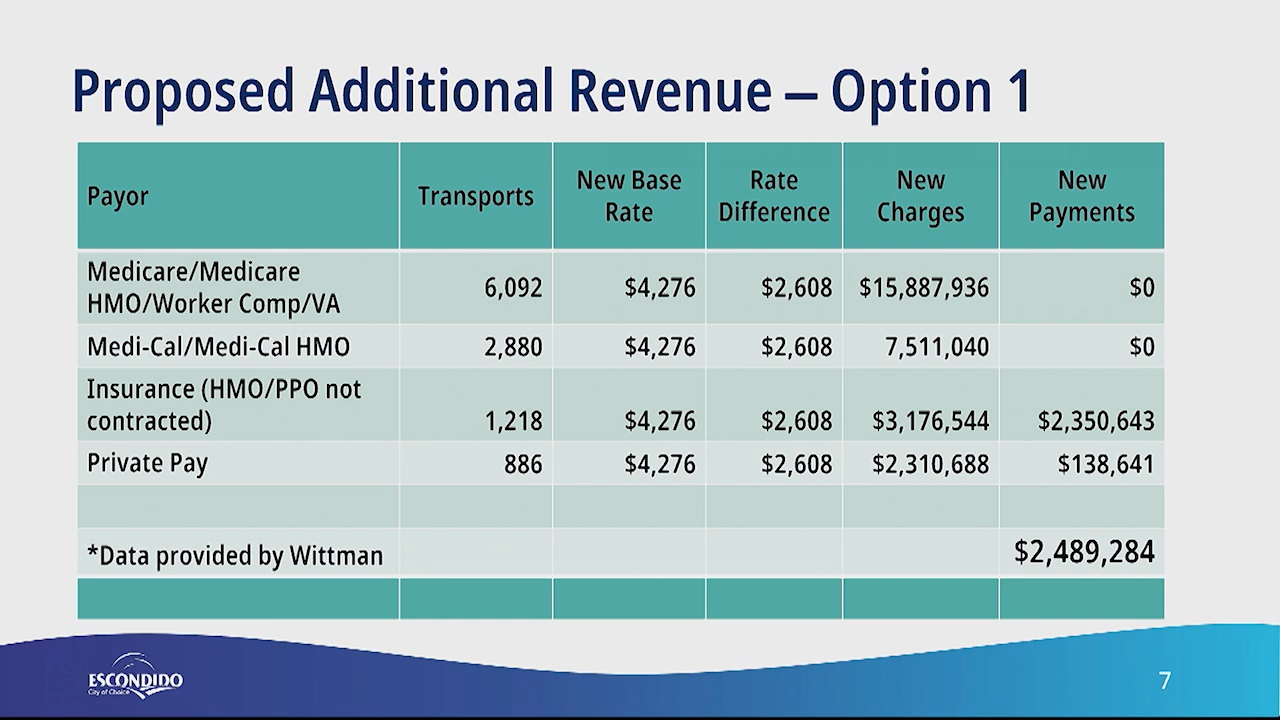 Proposed Additional Revenue – Option 1
Payor
Transports
New Base
Rate
Rate
Difference
New
Charges
New
Payments
Medicare/Medicare
HMO/Worker Comp/VA
6,092
$4,276
$2,608
$15,887,936
$0
Medi-Cal/Medi-Cal HMO
2,880
$4,276
$2,608
7,511,040
$0
Insurance (HMO/PPO not
contracted)
1,218
$4,276
$2,608
$3,176,544
$2,350,643
Private Pay
886
$4,276
$2,608
$2,310,688
$138,641
*Data provided by Wittman
$2,489,284
ESCONDIDO
City of Choice
7